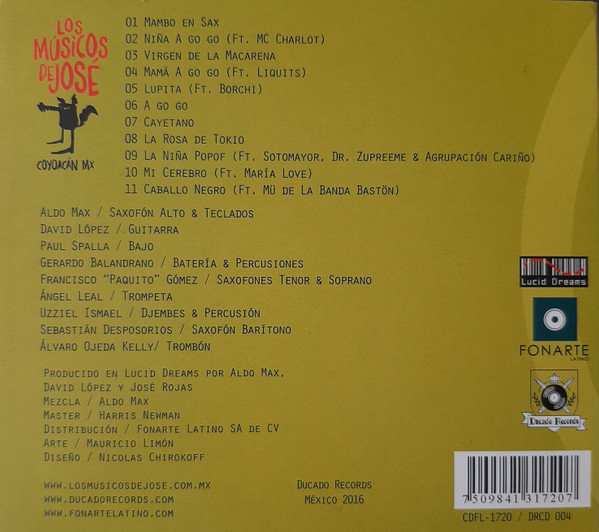 LOS
MÚSICOS
DE JOSÉ
COYOACÁN MX
01 MAMBO EN SAX
02 NIÑA A GO GO (FT. MC CHARLOT)
03 VIRGEN DE LA MACARENA
04 MAMÁ A GO GO (FT. LIQUITS)
05 LUPITA (FT. BORCHI)
06 A GO GO
07 CAYETANO
08 LA ROSA DE TOKIO
09 LA NIÑA POPOF (FT. SOTOMAYOR, DR. ZUPREEME & AGRUPACIÓN CARIÑO)
10 MI CEREBRO (FT. MARÍA LOVE)
11 CABALLO NEGRO (FT. MÜ DE LA BANDA BASTÖN)
ALDO MAX / SAXOFÓN ALTO & TECLADOS
DAVID LÓPEZ / GUITARRA
PAUL SPALLA / BAJO
GERARDO BALANDRANO / BATERÍA & PERCUSIONES
FRANCISCO "PAQUITO" GÓMEZ / SAXOFONES TENOR & SOPRANO
ÁNGEL LEAL / TROMPETA
UZZIEL ISMAEL / DJEMBES & PERCUSIÓN
SEBASTIÁN DESPOSORIOS / SAXOFÓN BARÍTONO
ÁLVARO OJEDA KELLY/ TROMBÓN
PRODUCIDO EN LUCID DREAMS POR ALDO MAX,
DAVID LÓPEZ Y JOSÉ ROJAS
MEZCLA / ALDO MAX
MASTER / HARRIS NEWMAN
DISTRIBUCIÓN / FONARTE LATINO SA DE CV
ARTE / MAURICIO LIMÓN
DISEÑO / NICOLAS CHIROKOFF
WWW.LOSMUSICOSDEJOSE.COM.MX
WWW.DUCADORECORDS.COM
WWW.FONARTELATINO.COM
DUCADO RECORDS
MÉXICO 2016
Lucid Dreams
FONARTE
LATINO
Ducado Records
7 509841 317207
CDFL-1720 / DRCD 004